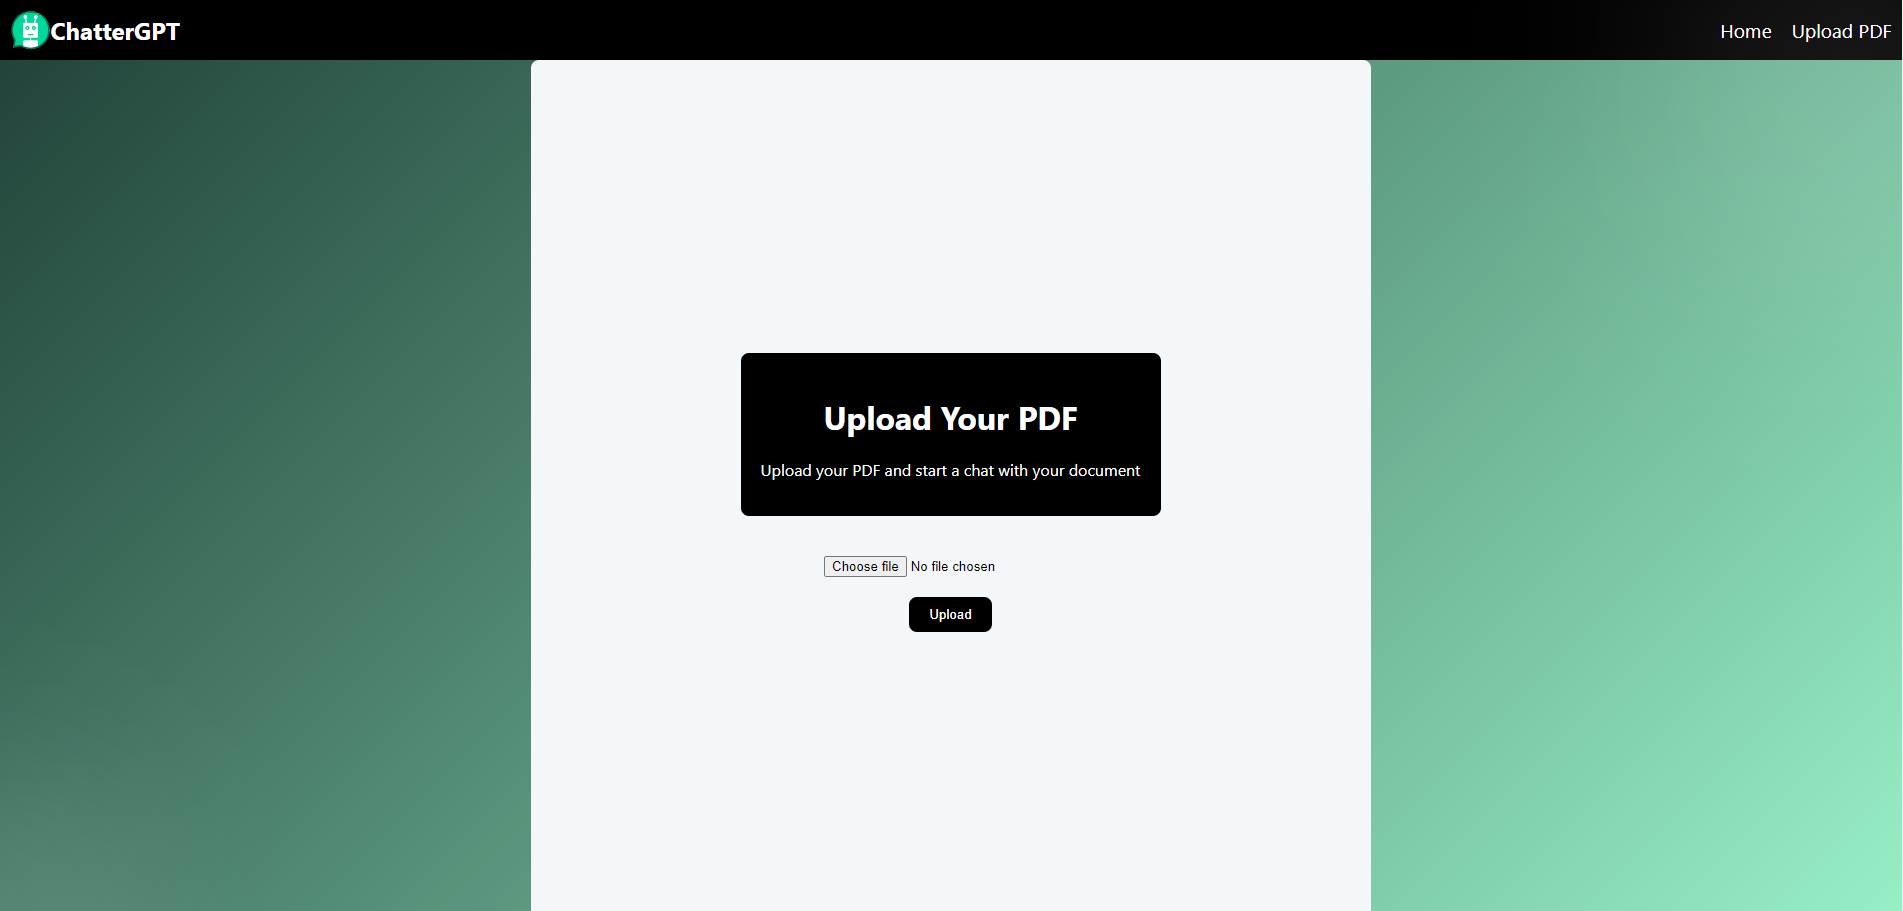 ChatterGPT
Home
Upload PDF
Upload Your PDF
Upload your PDF and start a chat with your document
Choose file No file chosen
Upload